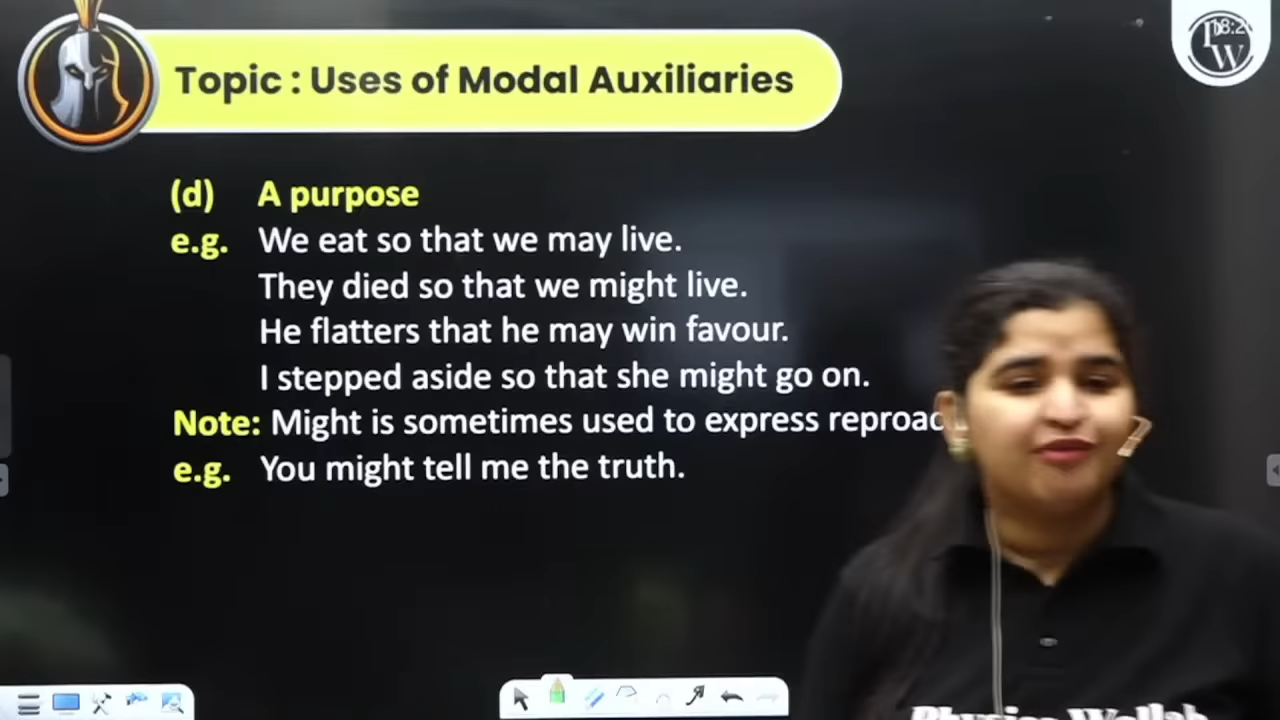 Topic : Uses of Modal Auxiliaries
PW
(d) A purpose
e.g. We eat so that we may live.
They died so that we might live.
He flatters that he may win favour.
I stepped aside so that she might go on.
Note: Might is sometimes used to express
e.g. You might tell me the truth.